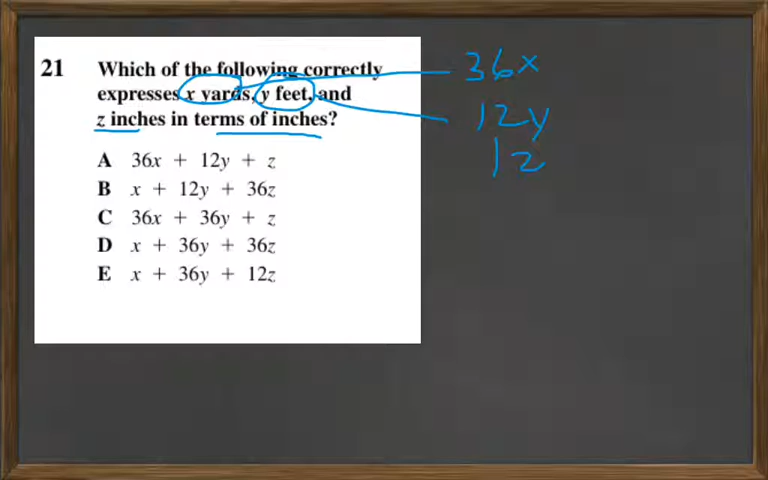 21 Which of the following correctly
expresses x yards, y feet, and
z inches in terms of inches?
A 36x + 12y + z
B x + 12y + 36z
C 36x + 36y + z
D x + 36y + 36z
E x + 36y + 12z
36x
12y
1z